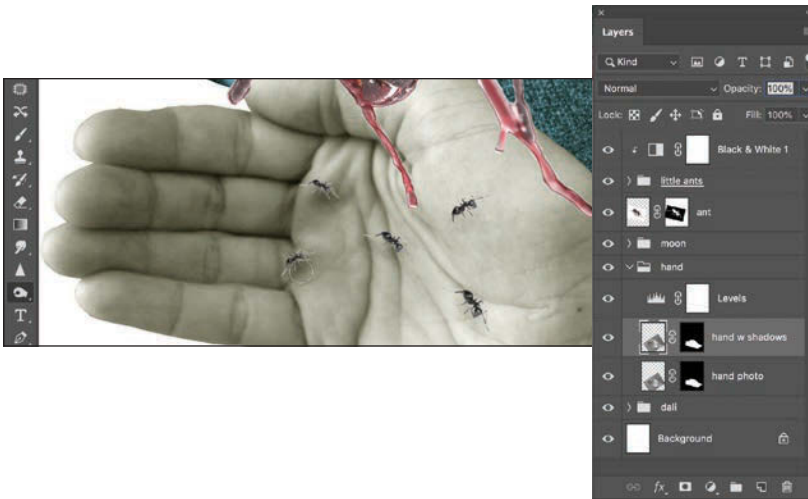 Layers
Kind
Normal Opacity: 100%
Lock: Fill: 100%
Black & White 1
little ants
ant
moon
hand
Levels
hand w shadows
hand photo
dali
Background
fx